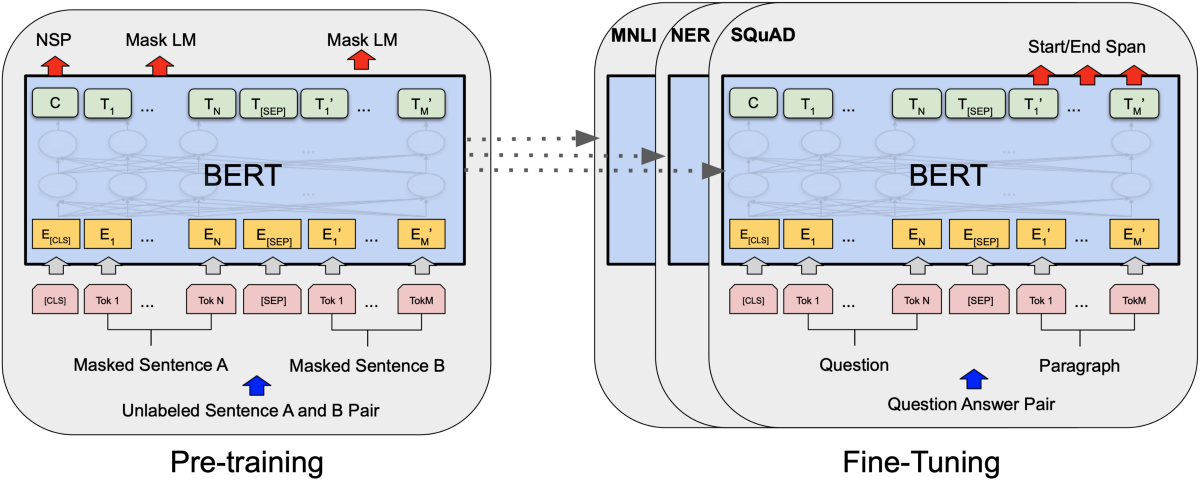 NSP Mask LM Mask LM
C T1 ... TN T[SEP] T1’ ... TM’
...
BERT
...
E[CLS] E1 ... EN E[SEP] E1’ ... EM’
[CLS] Tok 1 ... Tok N [SEP] Tok 1 ... TokM
Masked Sentence A Masked Sentence B
Unlabeled Sentence A and B Pair
Pre-training
MNLI NER SQuAD
Start/End Span
C T1 ... TN T[SEP] T1’ ... TM’
...
BERT
...
E[CLS] E1 ... EN E[SEP] E1’ ... EM’
[CLS] Tok 1 ... Tok N [SEP] Tok 1 ... TokM
Question Paragraph
Question Answer Pair
Fine-Tuning